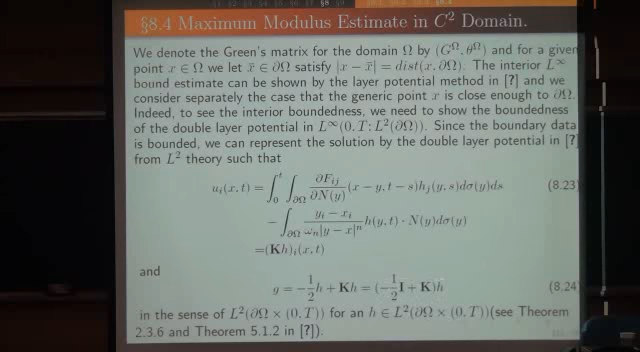 §8.4 Maximum Modulus Estimate in C² Domain.
We denote the Green's matrix for the domain Ω by (G^Ω, θ^Ω) and for a given
point x ∈ Ω we let x̄ ∈ ∂Ω satisfy |x − x̄| = dist(x, ∂Ω). The interior L^∞
bound estimate can be shown by the layer potential method in [?] and we
consider separately the case that the generic point x is close enough to ∂Ω.
Indeed, to see the interior boundedness, we need to show the boundedness
of the double layer potential in L^∞(0, T; L²(∂Ω)). Since the boundary data
is bounded, we can represent the solution by the double layer potential in [?]
from L² theory such that
u_i(x, t) = ∫_0^t ∫_∂Ω ∂F_ij/∂N(y) (x − y, t − s)h_j(y, s)dσ(y)ds (8.23)
− ∫_∂Ω (y_i − x_i)/(ω_n|y − x|^n) h(y, t) · N(y)dσ(y)
=(Kh)_i(x, t)
and
g = −1/2 h + Kh = (−1/2 I + K)h (8.24
in the sense of L²(∂Ω × (0, T)) for an h ∈ L²(∂Ω × (0, T))(see Theorem
2.3.6 and Theorem 5.1.2 in [?]).